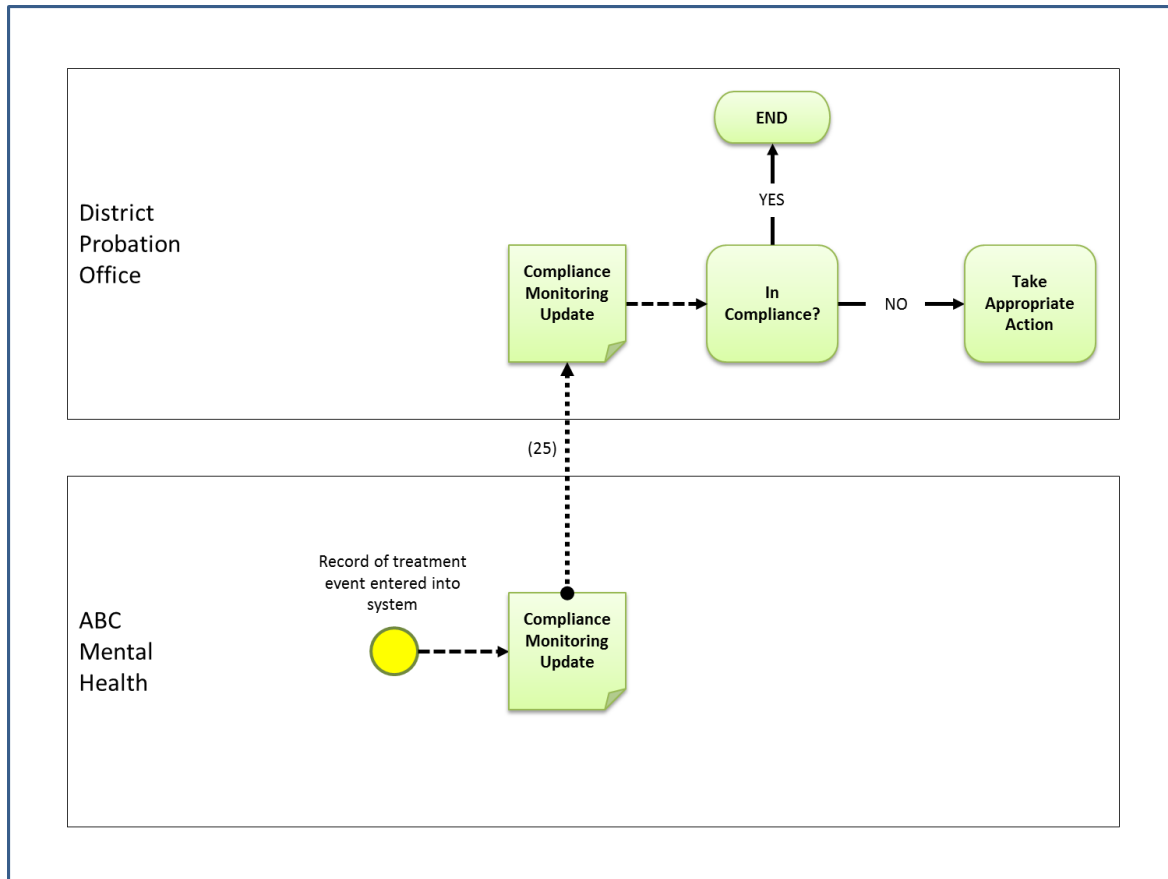 END
YES
District
Probation
Office
Compliance
Monitoring
Update
In
Compliance?
NO
Take
Appropriate
Action
(25)
Record of treatment
event entered into
system
ABC
Mental
Health
Compliance
Monitoring
Update